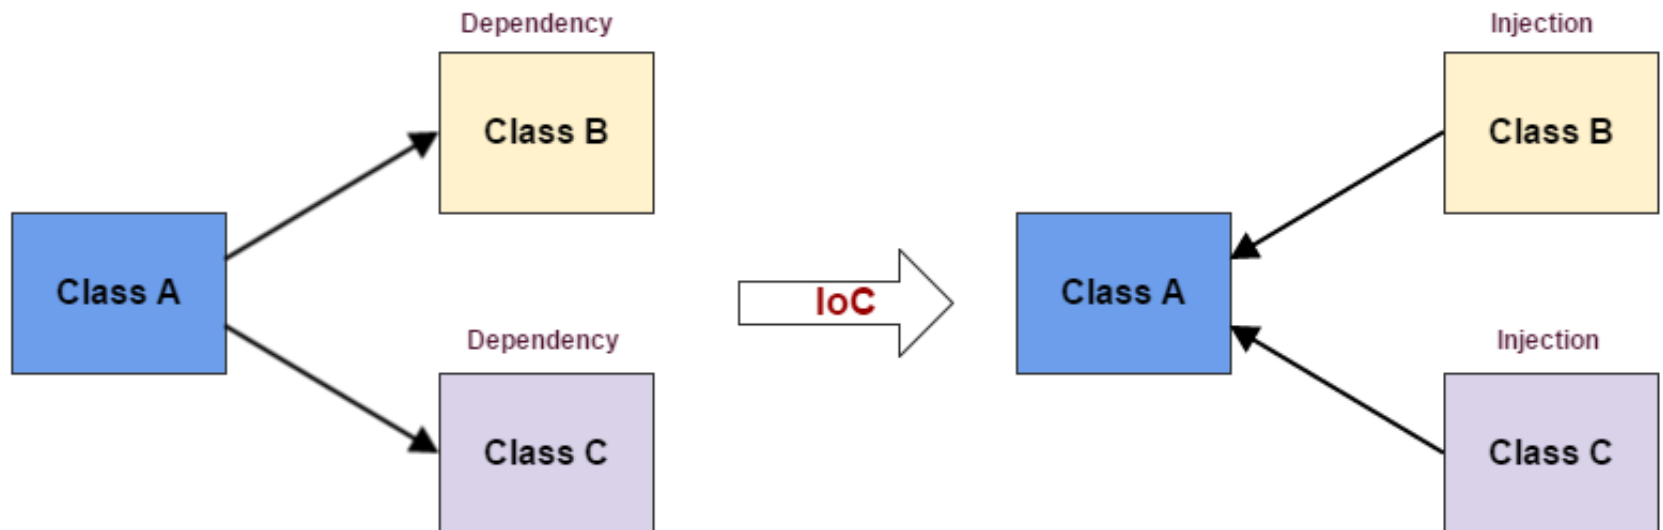 Dependency
Class B
Class A
Dependency
Class C
IoC
Injection
Class B
Class A
Injection
Class C